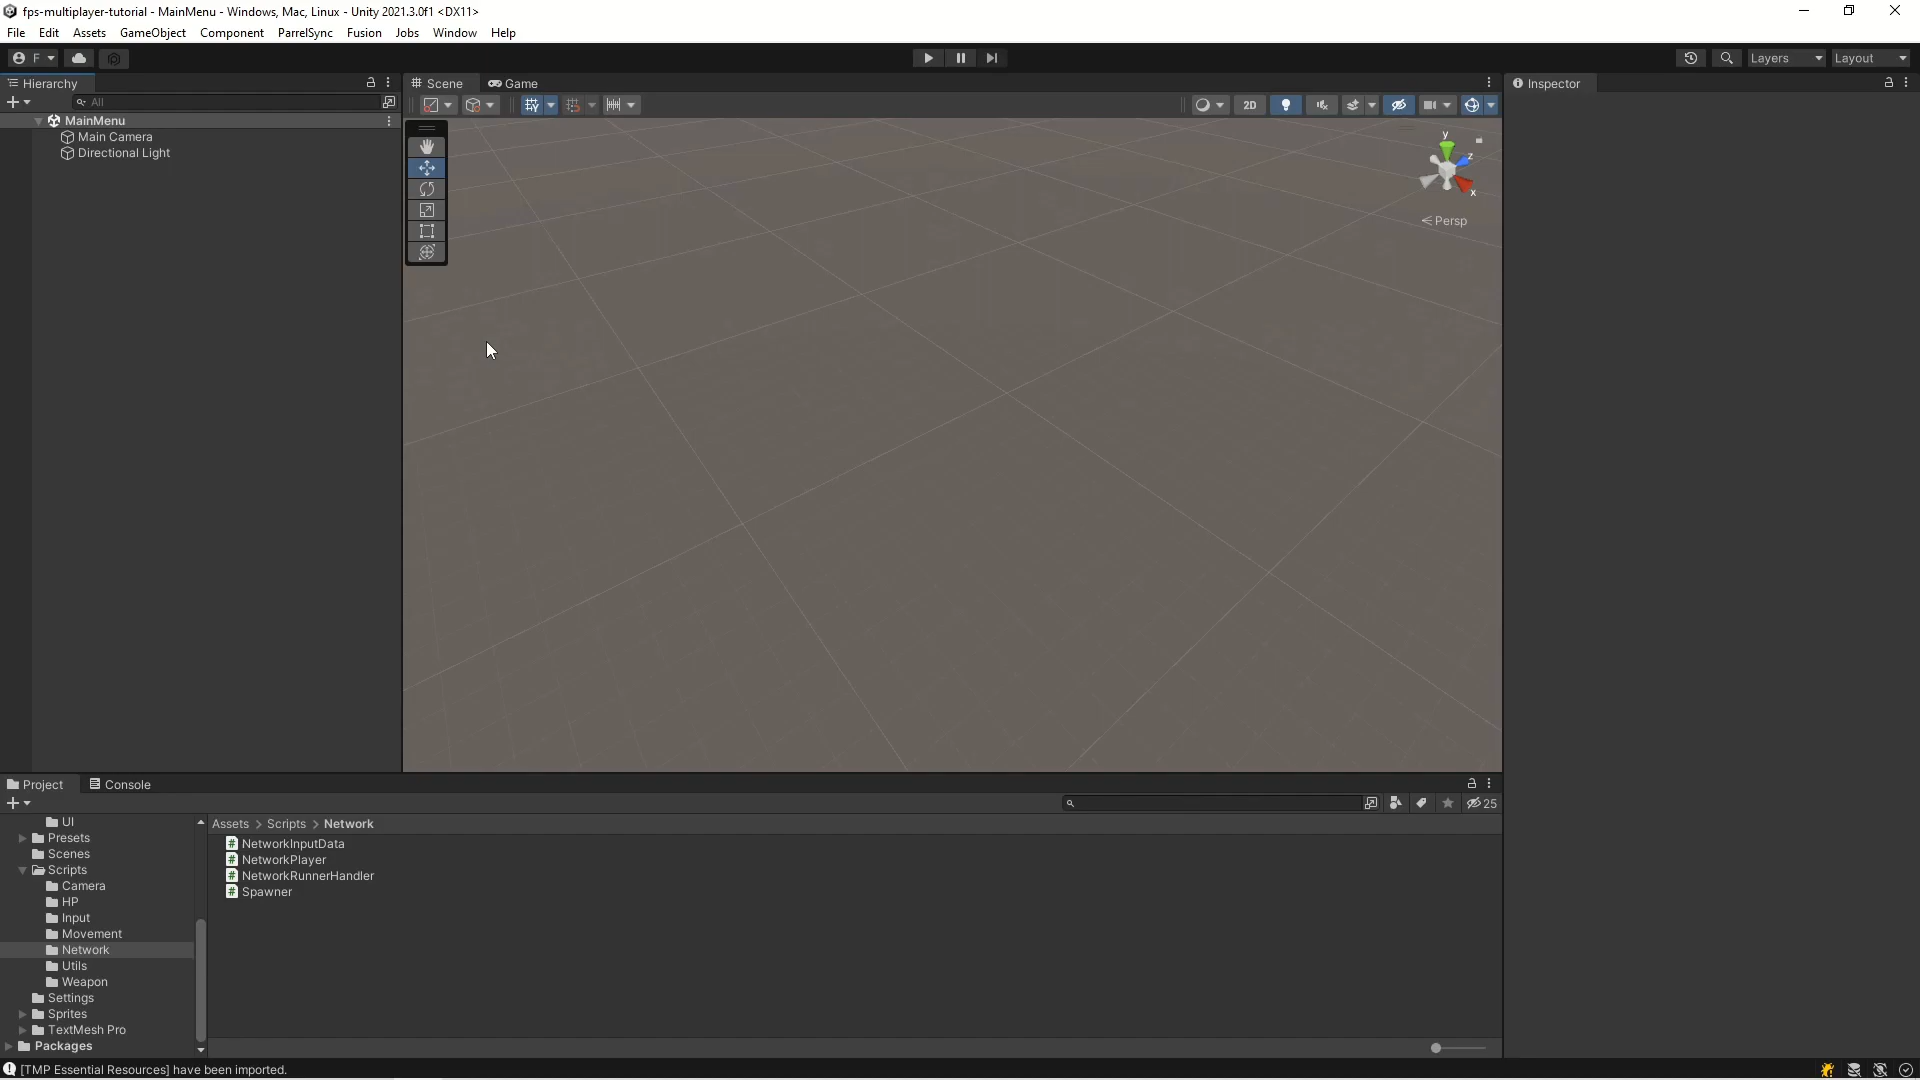 fps-multiplayer-tutorial - MainMenu - Windows, Mac, Linux - Unity 2021.3.0f1 <DX11>
File Edit Assets GameObject Component ParrelSync Fusion Jobs Window Help
F Layers Layout
Hierarchy Scene Game Inspector
All 2D
MainMenu
Main Camera
Directional Light
y
z
x
Persp
Project Console
25
Assets > Scripts > Network
UI
Presets
Scenes
Scripts
Camera
HP
Input
Movement
Network
Utils
Weapon
Settings
Sprites
TextMesh Pro
Packages
NetworkInputData
NetworkPlayer
NetworkRunnerHandler
Spawner
[TMP Essential Resources] have been imported.